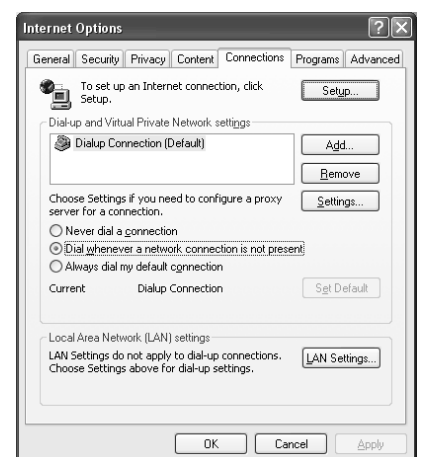 Internet Options
General Security Privacy Content Connections Programs Advanced
To set up an Internet connection, click
Setup.
Setup...
Dial-up and Virtual Private Network settings
Dialup Connection (Default)
Add...
Remove
Choose Settings if you need to configure a proxy
server for a connection.
Settings...
Never dial a connection
Dial whenever a network connection is not present
Always dial my default connection
Current Dialup Connection
Set Default
Local Area Network (LAN) settings
LAN Settings do not apply to dial-up connections.
Choose Settings above for dial-up settings.
LAN Settings...
OK Cancel Apply